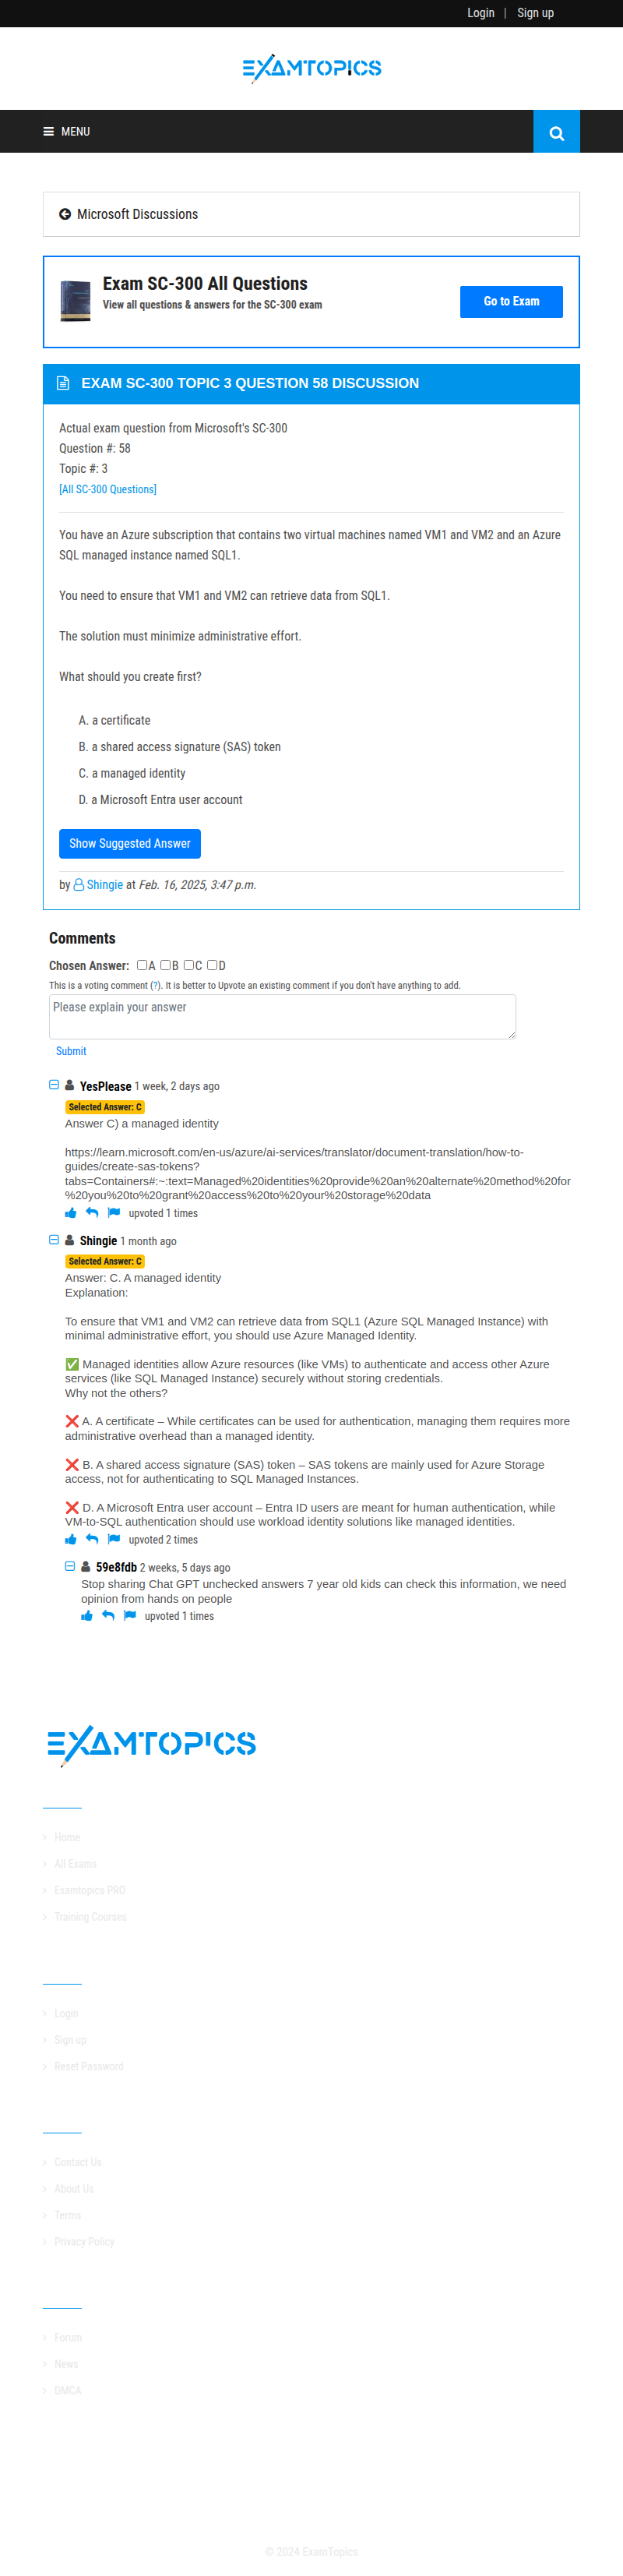 Login | Sign up
EXAMTOPICS
MENU
Microsoft Discussions
Exam SC-300 All Questions
View all questions & answers for the SC-300 exam
Go to Exam
EXAM SC-300 TOPIC 3 QUESTION 58 DISCUSSION
Actual exam question from Microsoft's SC-300
Question #: 58
Topic #: 3
[All SC-300 Questions]
You have an Azure subscription that contains two virtual machines named VM1 and VM2 and an Azure
SQL managed instance named SQL1.
You need to ensure that VM1 and VM2 can retrieve data from SQL1.
The solution must minimize administrative effort.
What should you create first?
A. a certificate
B. a shared access signature (SAS) token
C. a managed identity
D. a Microsoft Entra user account
Show Suggested Answer
by Shingie at Feb. 16, 2025, 3:47 p.m.
Comments
Chosen Answer: A B C D
This is a voting comment (?). It is better to Upvote an existing comment if you don't have anything to add.
Please explain your answer
Submit
YesPlease 1 week, 2 days ago
Selected Answer: C
Answer C) a managed identity
https://learn.microsoft.com/en-us/azure/ai-services/translator/document-translation/how-to-
guides/create-sas-tokens?
tabs=Containers#:~:text=Managed%20identities%20provide%20an%20alternate%20method%20for
%20you%20to%20grant%20access%20to%20your%20storage%20data
upvoted 1 times
Shingie 1 month ago
Selected Answer: C
Answer: C. A managed identity
Explanation:
To ensure that VM1 and VM2 can retrieve data from SQL1 (Azure SQL Managed Instance) with
minimal administrative effort, you should use Azure Managed Identity.
✅ Managed identities allow Azure resources (like VMs) to authenticate and access other Azure
services (like SQL Managed Instance) securely without storing credentials.
Why not the others?
❌ A. A certificate – While certificates can be used for authentication, managing them requires more
administrative overhead than a managed identity.
❌ B. A shared access signature (SAS) token – SAS tokens are mainly used for Azure Storage
access, not for authenticating to SQL Managed Instances.
❌ D. A Microsoft Entra user account – Entra ID users are meant for human authentication, while
VM-to-SQL authentication should use workload identity solutions like managed identities.
upvoted 2 times
59e8fdb 2 weeks, 5 days ago
Stop sharing Chat GPT unchecked answers 7 year old kids can check this information, we need
opinion from hands on people
upvoted 1 times
EXAMTOPICS
Home
All Exams
Examtopics PRO
Training Courses
Login
Sign up
Reset Password
Contact Us
About Us
Terms
Privacy Policy
Forum
News
DMCA
© 2024 ExamTopics